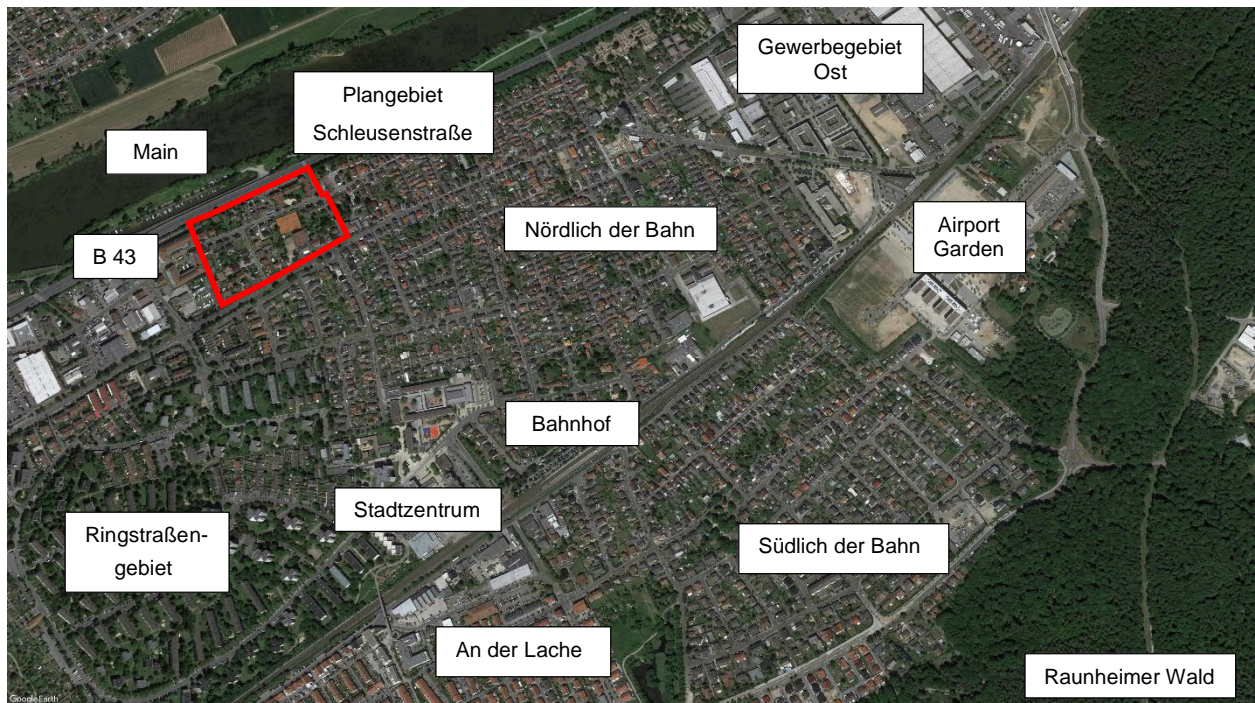 Gewerbegebiet
Ost
Plangebiet
Schleusenstraße
Main
Nördlich der Bahn
Airport
Garden
B 43
Bahnhof
Stadtzentrum
Ringstraßen-
gebiet
Südlich der Bahn
An der Lache
Raunheimer Wald
Google Earth